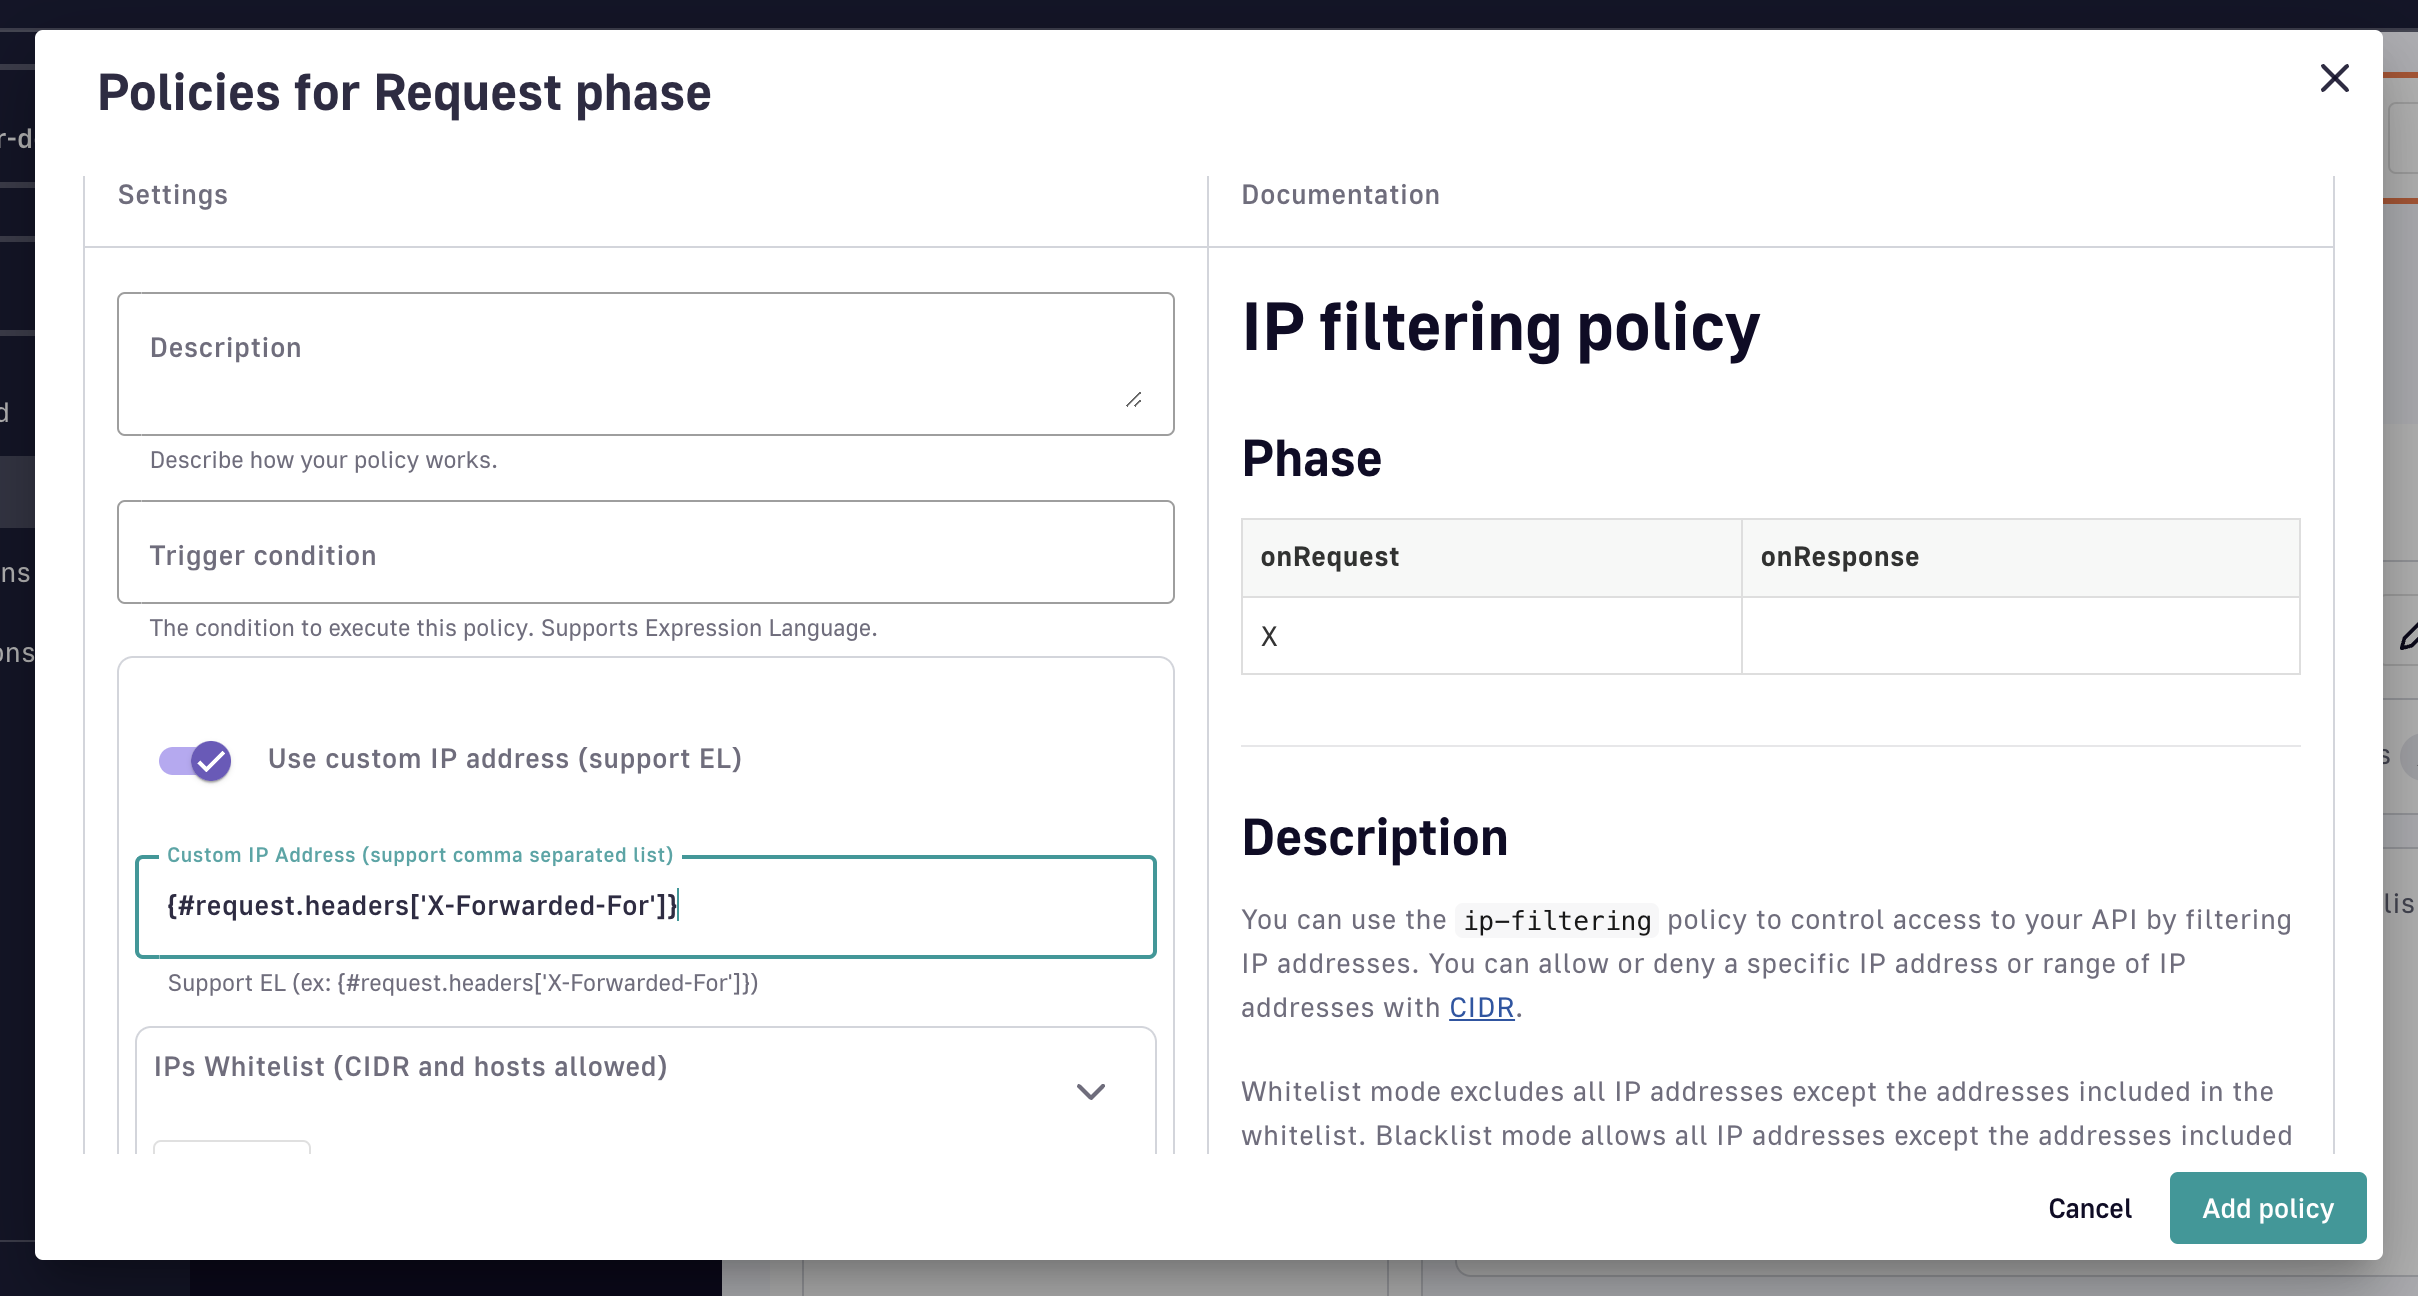 Policies for Request phase
Settings
Description
Describe how your policy works.
Trigger condition
The condition to execute this policy. Supports Expression Language.
Use custom IP address (support EL)
Custom IP Address (support comma separated list)
{#request.headers['X-Forwarded-For']}
Support EL (ex: {#request.headers['X-Forwarded-For']})
IPs Whitelist (CIDR and hosts allowed)
Documentation
IP filtering policy
Phase
onRequest onResponse
X
Description
You can use the ip-filtering policy to control access to your API by filtering
IP addresses. You can allow or deny a specific IP address or range of IP
addresses with CIDR.
Whitelist mode excludes all IP addresses except the addresses included in the
whitelist. Blacklist mode allows all IP addresses except the addresses included
Cancel
Add policy